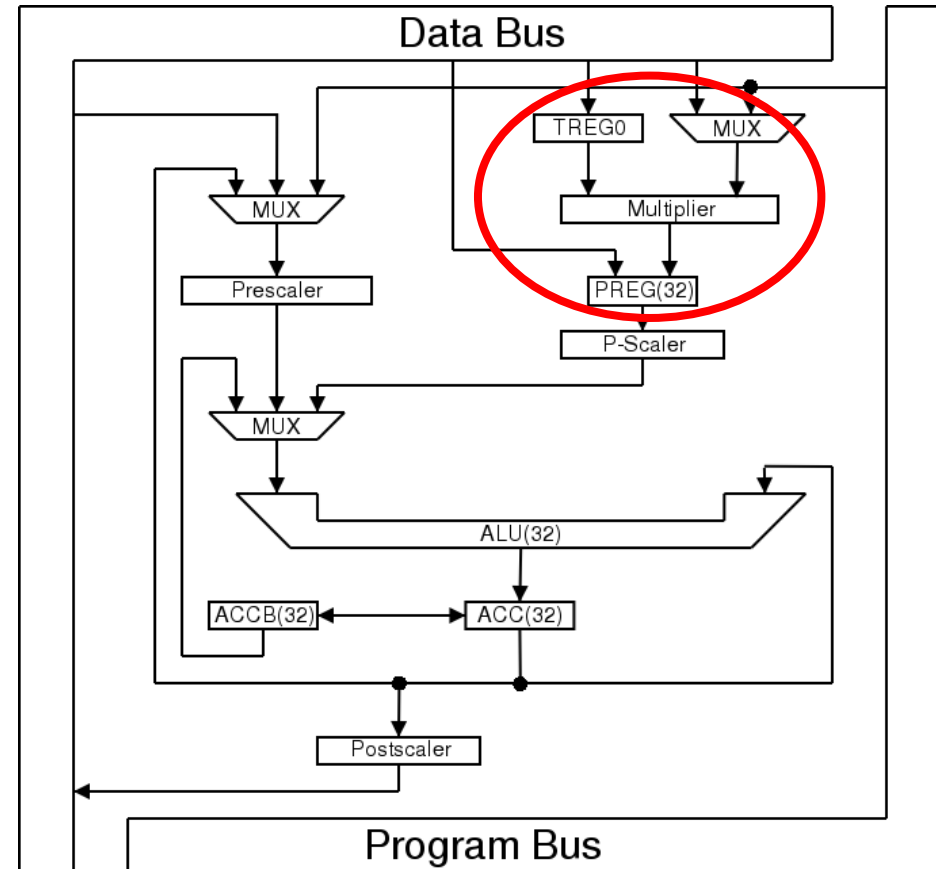 Data Bus
TREG0
MUX
MUX
Multiplier
Prescaler
PREG(32)
P-Scaler
MUX
ALU(32)
ACCB(32)
ACC(32)
Postscaler
Program Bus